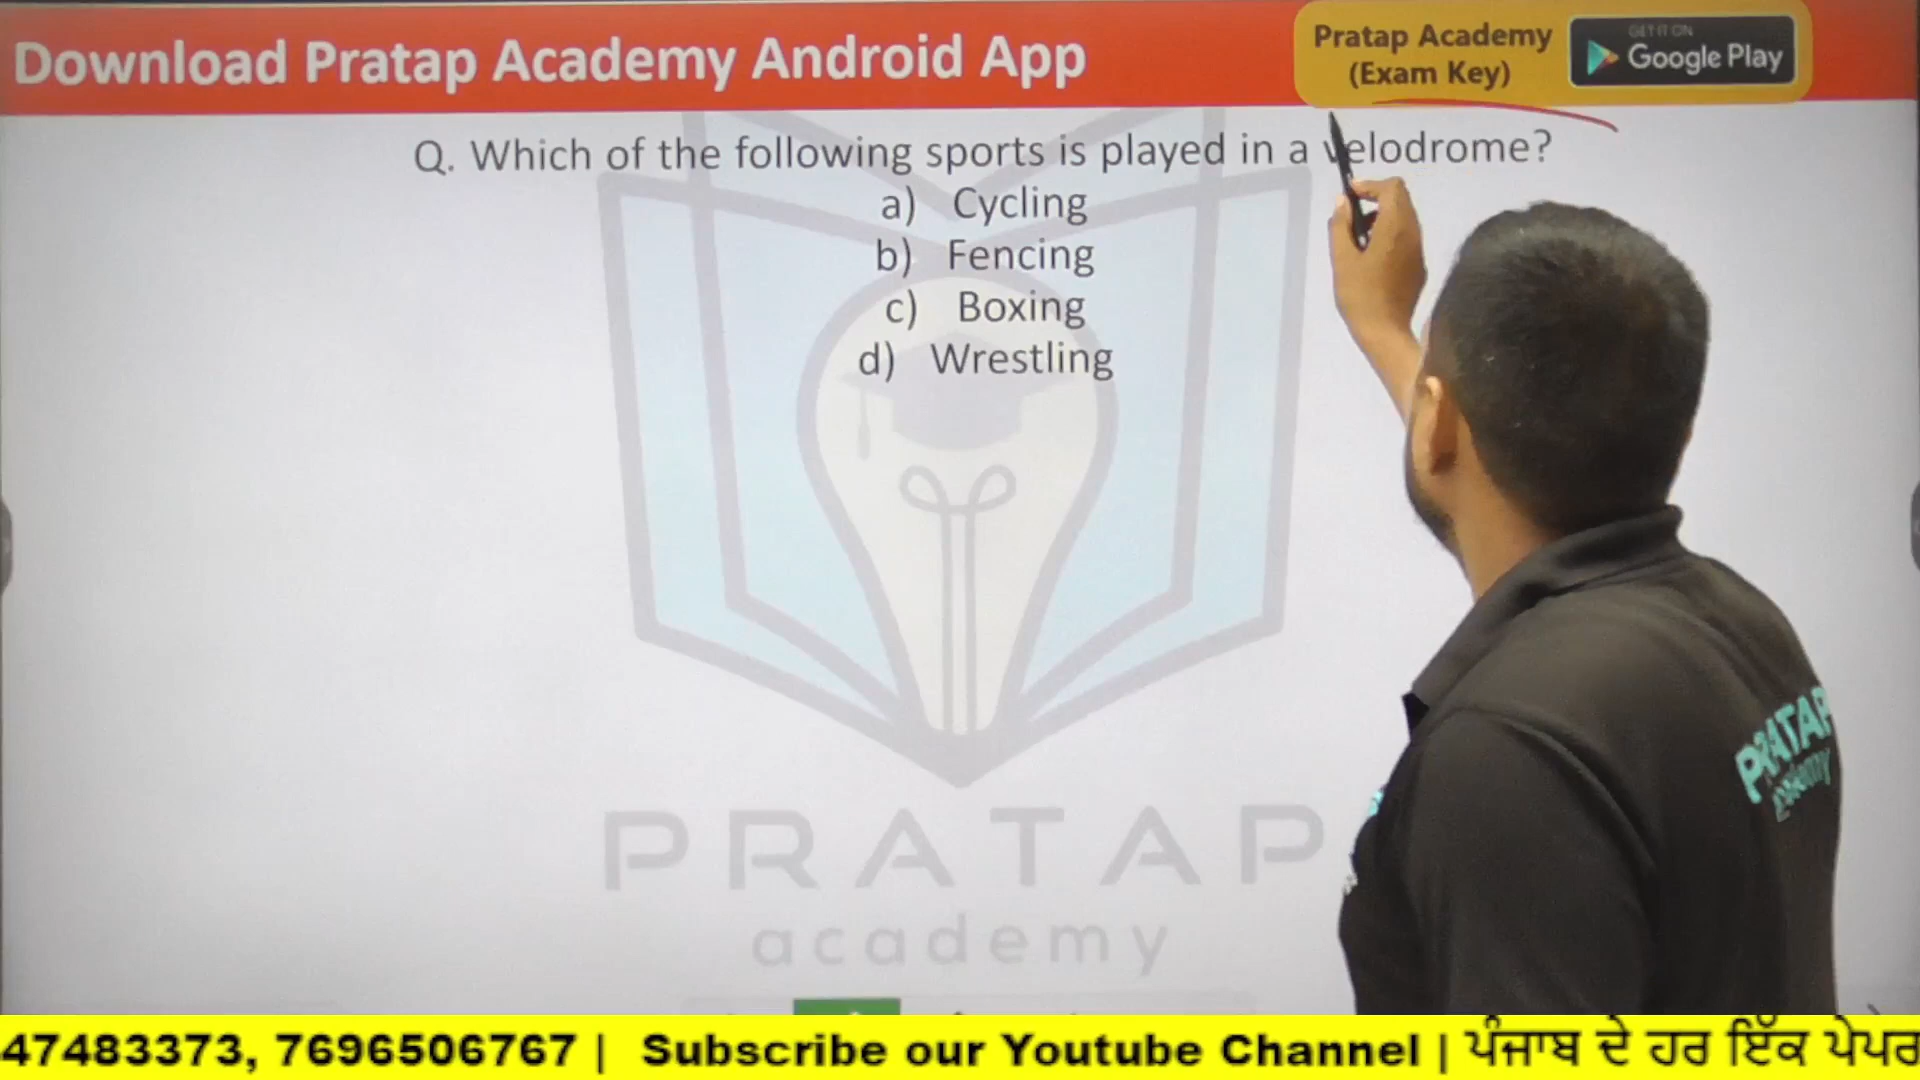 Download Pratap Academy Android App
Pratap Academy
(Exam Key)
GET IT ON
Google Play
Q. Which of the following sports is played in a velodrome?
a) Cycling
b) Fencing
c) Boxing
d) Wrestling
PRATAP
academy
PRATAP
academy
47483373, 7696506767 | Subscribe our Youtube Channel | ਪੰਜਾਬ ਦੇ ਹਰ ਇੱਕ ਪੇਪਰ